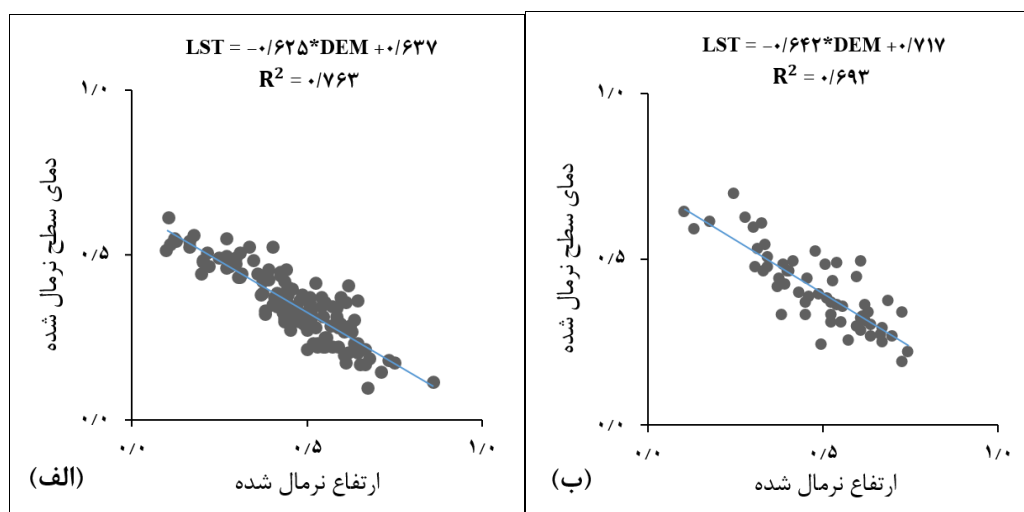 LST = -۰/۶۲۵*DEM +۰/۶۳۷
R² = ۰/۷۶۳
۱/۰
۰/۵
۰/۰
دمای سطح نرمال شده
۰/۰
۰/۵
۱/۰
ارتفاع نرمال شده
(الف)
LST = -۰/۶۴۲*DEM +۰/۷۱۷
R² = ۰/۶۹۳
۱/۰
۰/۵
۰/۰
دمای سطح نرمال شده
۰/۰
۰/۵
۱/۰
ارتفاع نرمال شده
(ب)